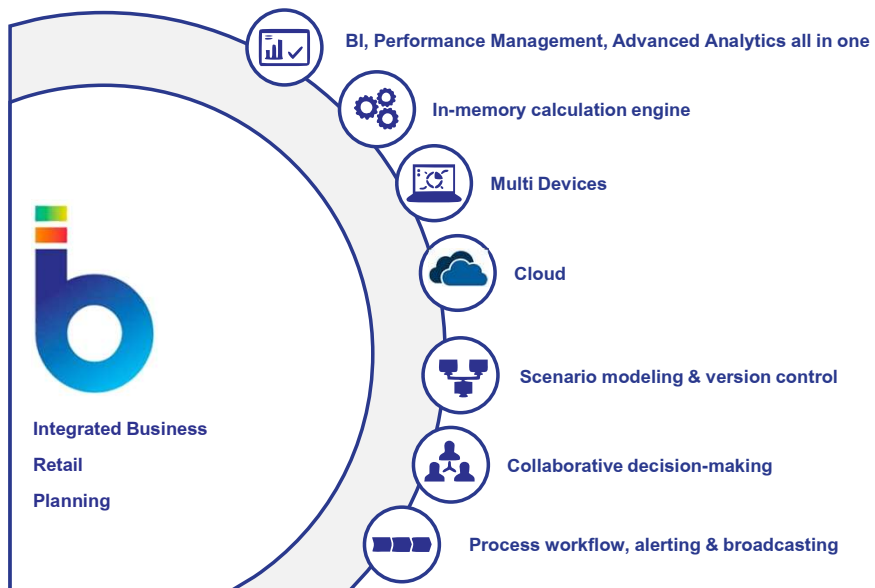 BI, Performance Management, Advanced Analytics all in one
In-memory calculation engine
Multi Devices
Cloud
Scenario modeling & version control
Collaborative decision-making
Process workflow, alerting & broadcasting
b
Integrated Business
Retail
Planning